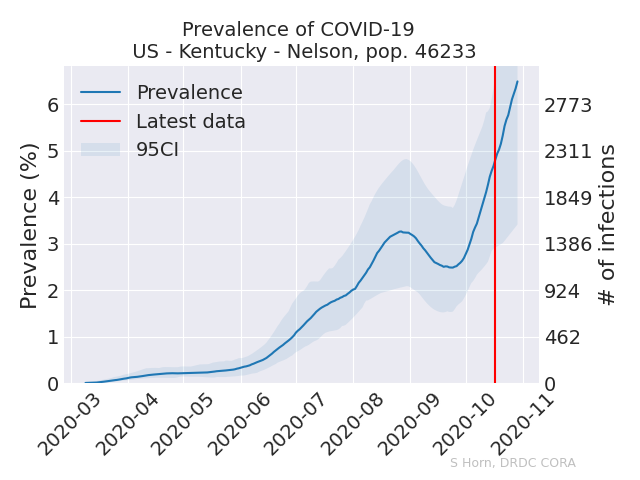 Prevalence of COVID-19
US - Kentucky - Nelson, pop. 46233
Prevalence
Latest data
95CI
Prevalence (%)
6
5
4
3
2
1
0
2773
2311
1849
1386
924
462
0
# of infections
2020-03
2020-04
2020-05
2020-06
2020-07
2020-08
2020-09
2020-10
2020-11
S Horn, DRDC CORA